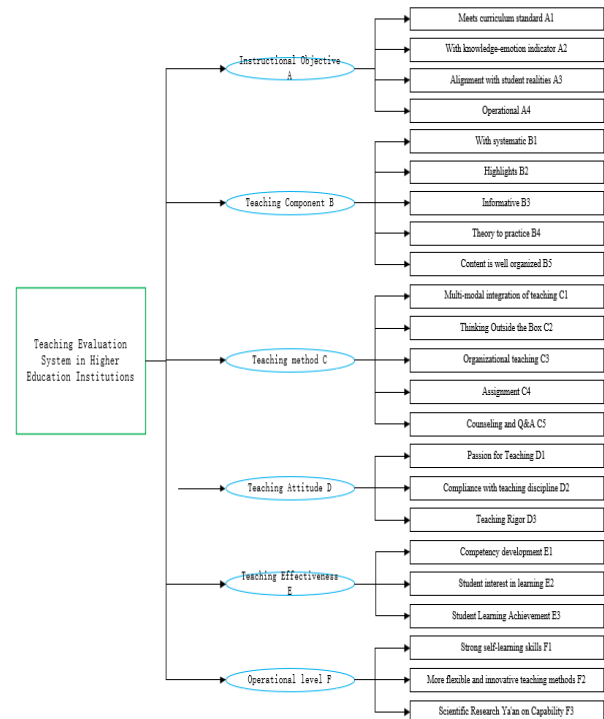 Teaching Evaluation
System in Higher
Education Institutions
Instructional Objective
A
Meets curriculum standard A1
With knowledge-emotion indicator A2
Alignment with student realities A3
Operational A4
Teaching Component B
With systematic B1
Highlights B2
Informative B3
Theory to practice B4
Content is well organized B5
Teaching method C
Multi-modal integration of teaching C1
Thinking Outside the Box C2
Organizational teaching C3
Assignment C4
Counseling and Q&A C5
Teaching Attitude D
Passion for Teaching D1
Compliance with teaching discipline D2
Teaching Rigor D3
Teaching Effectiveness
E
Competency development E1
Student interest in learning E2
Student Learning Achievement E3
Operational level F
Strong self-learning skills F1
More flexible and innovative teaching methods F2
Scientific Research Ya'an on Capability F3